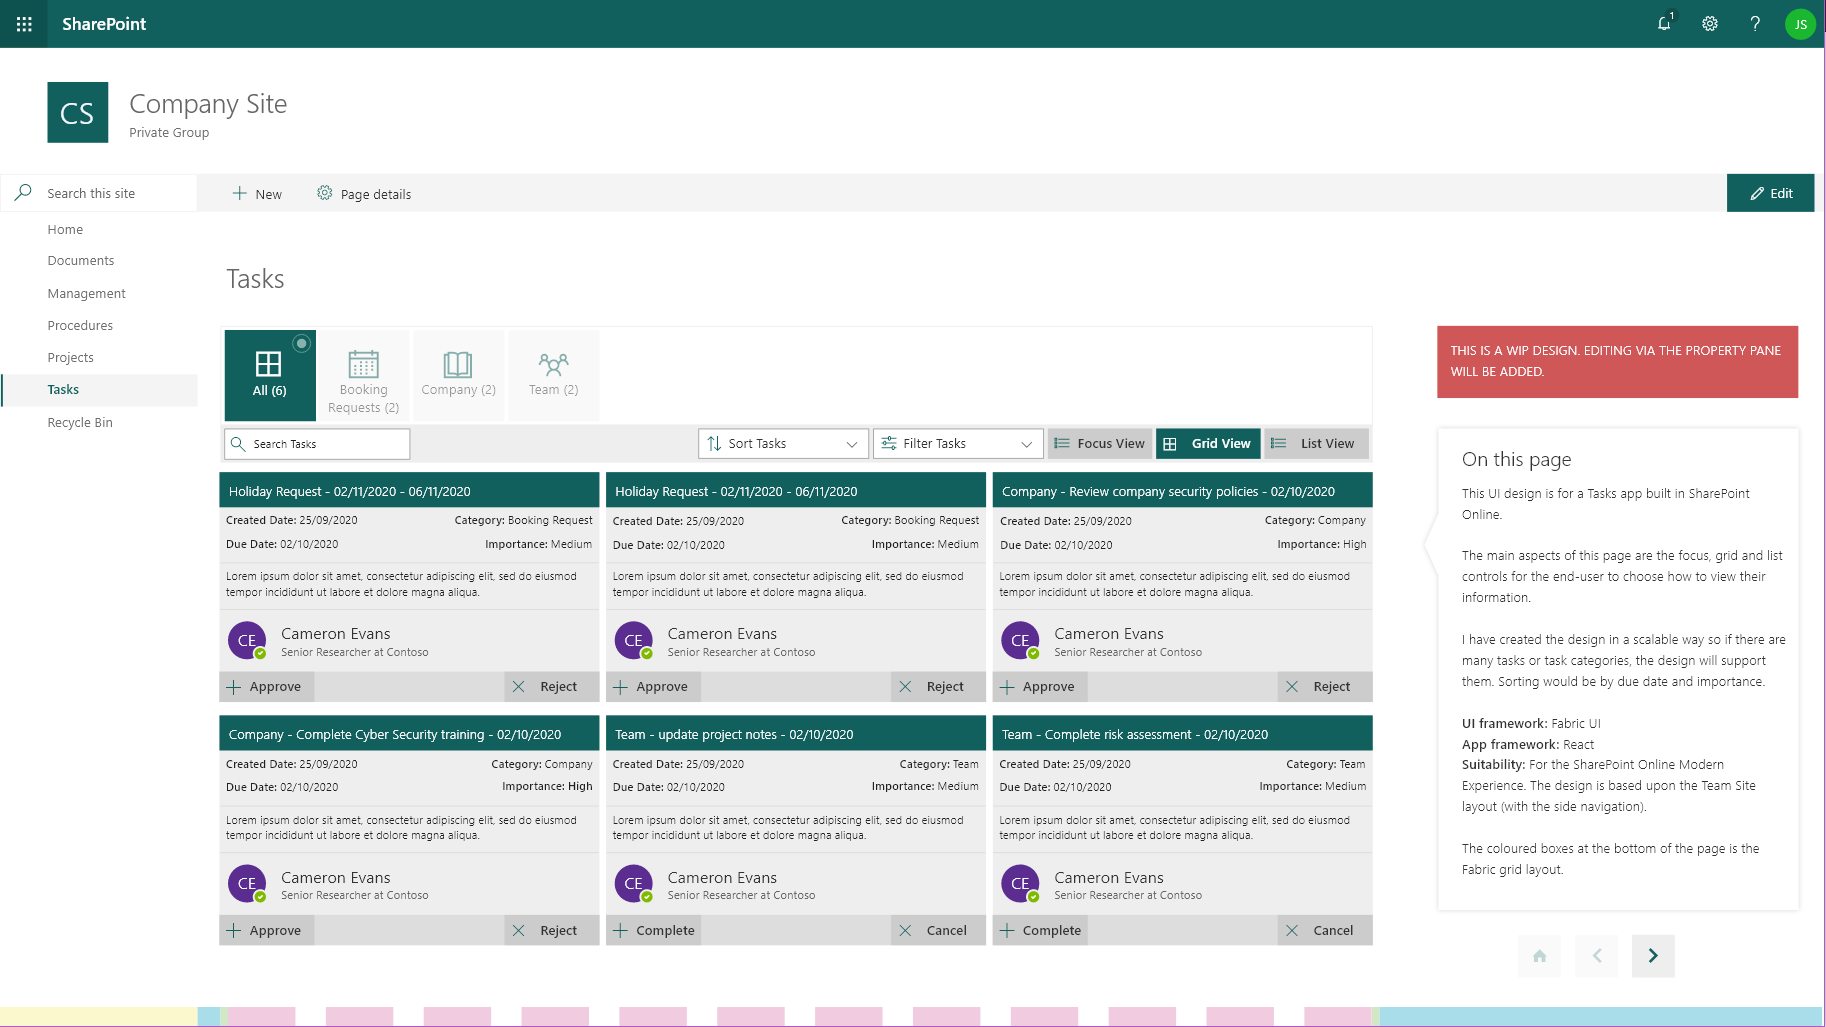 SharePoint
1
?
JS
CS
Company Site
Private Group
Search this site
New
Page details
Edit
Home
Documents
Management
Procedures
Projects
Tasks
Recycle Bin
Tasks
All (6)
Booking
Requests (2)
Company (2)
Team (2)
Search Tasks
Sort Tasks
Filter Tasks
Focus View
Grid View
List View
Holiday Request - 02/11/2020 - 06/11/2020
Created Date: 25/09/2020
Category: Booking Request
Due Date: 02/10/2020
Importance: Medium
Lorem ipsum dolor sit amet, consectetur adipiscing elit, sed do eiusmod
tempor incididunt ut labore et dolore magna aliqua.
CE
Cameron Evans
Senior Researcher at Contoso
Approve
Reject
Holiday Request - 02/11/2020 - 06/11/2020
Created Date: 25/09/2020
Category: Booking Request
Due Date: 02/10/2020
Importance: Medium
Lorem ipsum dolor sit amet, consectetur adipiscing elit, sed do eiusmod
tempor incididunt ut labore et dolore magna aliqua.
CE
Cameron Evans
Senior Researcher at Contoso
Approve
Reject
Company - Review company security policies - 02/10/2020
Created Date: 25/09/2020
Category: Company
Due Date: 02/10/2020
Importance: High
Lorem ipsum dolor sit amet, consectetur adipiscing elit, sed do eiusmod
tempor incididunt ut labore et dolore magna aliqua.
CE
Cameron Evans
Senior Researcher at Contoso
Approve
Reject
Company - Complete Cyber Security training - 02/10/2020
Created Date: 25/09/2020
Category: Company
Due Date: 02/10/2020
Importance: High
Lorem ipsum dolor sit amet, consectetur adipiscing elit, sed do eiusmod
tempor incididunt ut labore et dolore magna aliqua.
CE
Cameron Evans
Senior Researcher at Contoso
Approve
Reject
Team - update project notes - 02/10/2020
Created Date: 25/09/2020
Category: Team
Due Date: 02/10/2020
Importance: Medium
Lorem ipsum dolor sit amet, consectetur adipiscing elit, sed do eiusmod
tempor incididunt ut labore et dolore magna aliqua.
CE
Cameron Evans
Senior Researcher at Contoso
Complete
Cancel
Team - Complete risk assessment - 02/10/2020
Created Date: 25/09/2020
Category: Team
Due Date: 02/10/2020
Importance: Medium
Lorem ipsum dolor sit amet, consectetur adipiscing elit, sed do eiusmod
tempor incididunt ut labore et dolore magna aliqua.
CE
Cameron Evans
Senior Researcher at Contoso
Complete
Cancel
THIS IS A WIP DESIGN. EDITING VIA THE PROPERTY PANE
WILL BE ADDED.
On this page
This UI design is for a Tasks app built in SharePoint
Online.
The main aspects of this page are the focus, grid and list
controls for the end-user to choose how to view their
information.
I have created the design in a scalable way so if there are
many tasks or task categories, the design will support
them. Sorting would be by due date and importance.
UI framework: Fabric UI
App framework: React
Suitability: For the SharePoint Online Modern
Experience. The design is based upon the Team Site
layout (with the side navigation).
The coloured boxes at the bottom of the page is the
Fabric grid layout.